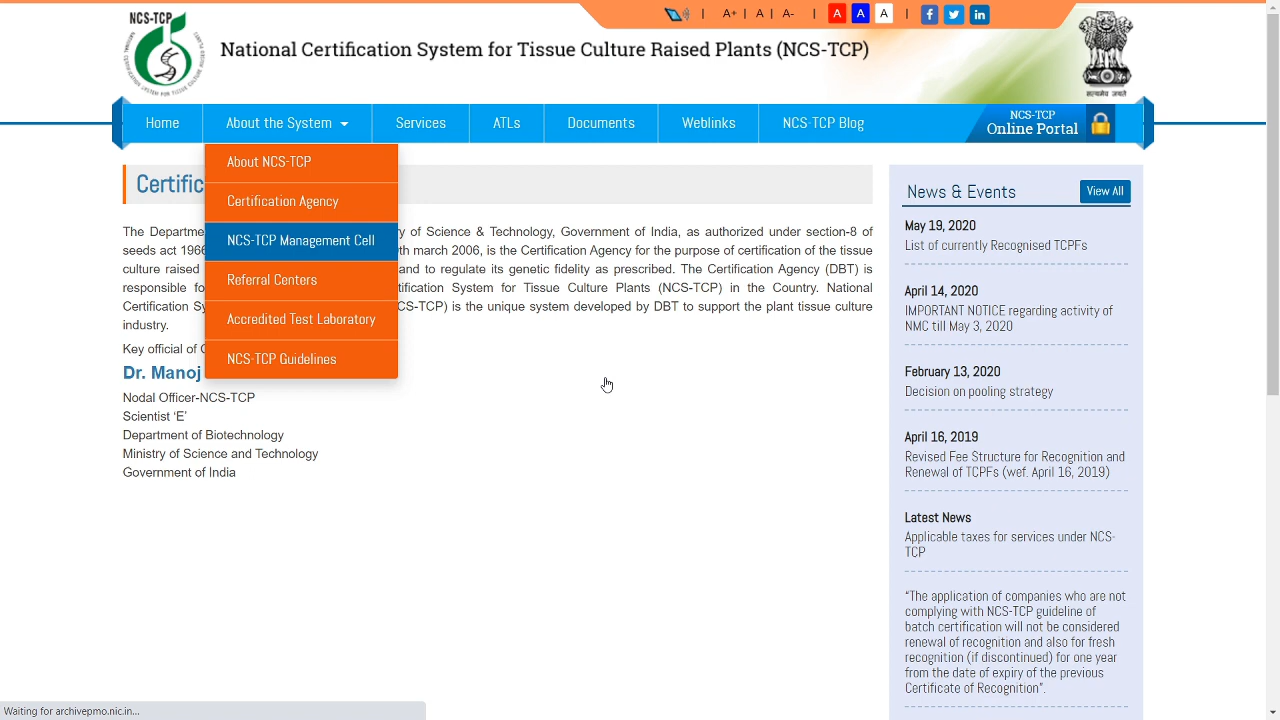 NCS-TCP
A+ | A | A- | A A A |
National Certification System for Tissue Culture Raised Plants (NCS-TCP)
सत्यमेव जयते
Home
About the System
Services
ATLs
Documents
Weblinks
NCS-TCP Blog
NCS-TCP
Online Portal
About NCS-TCP
Certification Agency
NCS-TCP Management Cell
Referral Centers
Accredited Test Laboratory
NCS-TCP Guidelines
Certific
The Departme y of Science & Technology, Government of India, as authorized under section-8 of
seeds act 1966 th march 2006, is the Certification Agency for the purpose of certification of the tissue
culture raised and to regulate its genetic fidelity as prescribed. The Certification Agency (DBT) is
responsible fo tification System for Tissue Culture Plants (NCS-TCP) in the Country. National
Certification Sy CS-TCP) is the unique system developed by DBT to support the plant tissue culture
industry.
Key official of C
Dr. Manoj
Nodal Officer-NCS-TCP
Scientist ‘E’
Department of Biotechnology
Ministry of Science and Technology
Government of India
News & Events
View All
May 19, 2020
List of currently Recognised TCPFs
April 14, 2020
IMPORTANT NOTICE regarding activity of
NMC till May 3, 2020
February 13, 2020
Decision on pooling strategy
April 16, 2019
Revised Fee Structure for Recognition and
Renewal of TCPFs (wef. April 16, 2019)
Latest News
Applicable taxes for services under NCS-
TCP
“The application of companies who are not
complying with NCS-TCP guideline of
batch certification will not be considered
renewal of recognition and also for fresh
recognition (if discontinued) for one year
from the date of expiry of the previous
Certificate of Recognition”.
Waiting for archivepmo.nic.in...